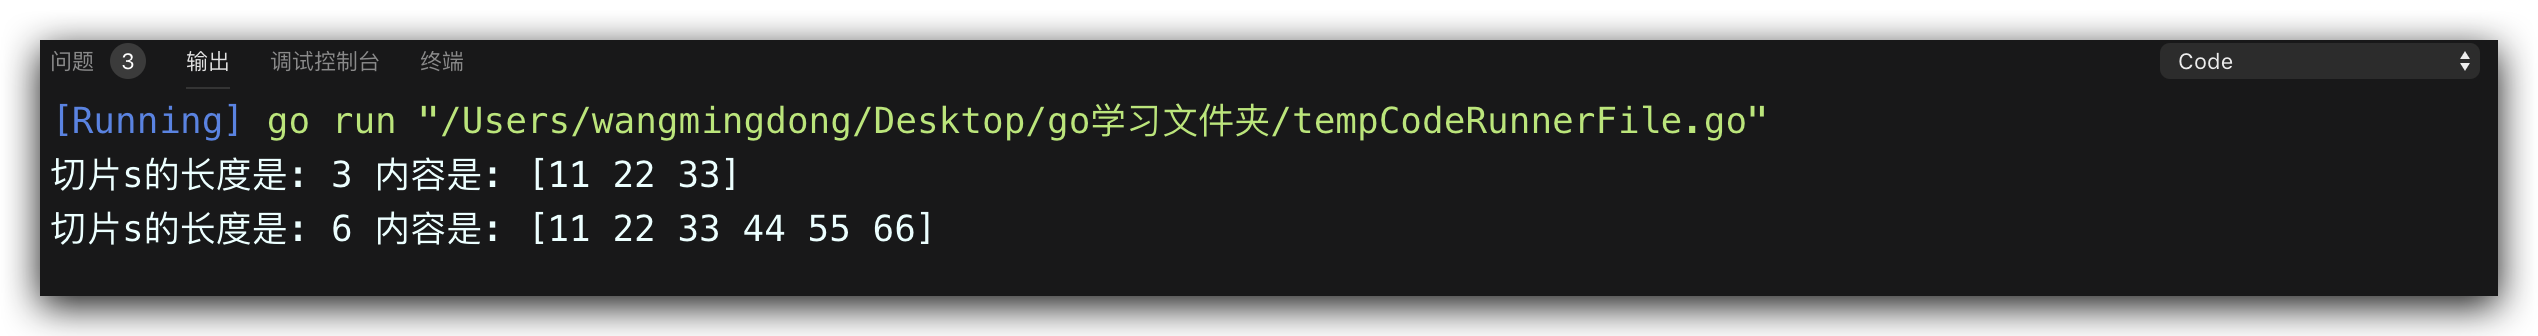 问题 3 输出 调试控制台 终端 Code
[Running] go run "/Users/wangmingdong/Desktop/go学习文件夹/tempCodeRunnerFile.go"
切片s的长度是: 3 内容是: [11 22 33]
切片s的长度是: 6 内容是: [11 22 33 44 55 66]